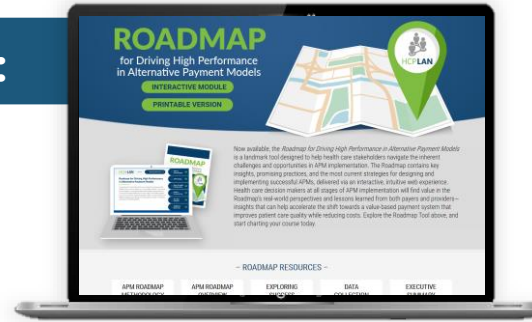 :
ROADMAP
for Driving High Performance
in Alternative Payment Models
INTERACTIVE MODULE
PRINTABLE VERSION
HCPLAN
ROADMAP
HCPLAN
Now available, the Roadmap for Driving High Performance in Alternative Payment Models
is a landmark tool designed to help health care stakeholders navigate the inherent
challenges and opportunities in APM implementation. The Roadmap contains key
insights, promising practices, and the most current strategies for designing and
implementing successful APMs, delivered via an interactive, intuitive web experience.
Health care decision makers at all stages of APM implementation will find value in the
Roadmap's real-world perspectives and lessons learned from both payers and providers—
insights that can help accelerate the shift towards a value-based payment system that
improves patient care quality while reducing costs. Explore the Roadmap Tool above, and
start charting your course today.
– ROADMAP RESOURCES –
APM ROADMAP
METHODOLOGY
APM ROADMAP
OVERVIEW
EXPLORING
SUCCESS
DATA
COLLECTION
EXECUTIVE
SUMMARY